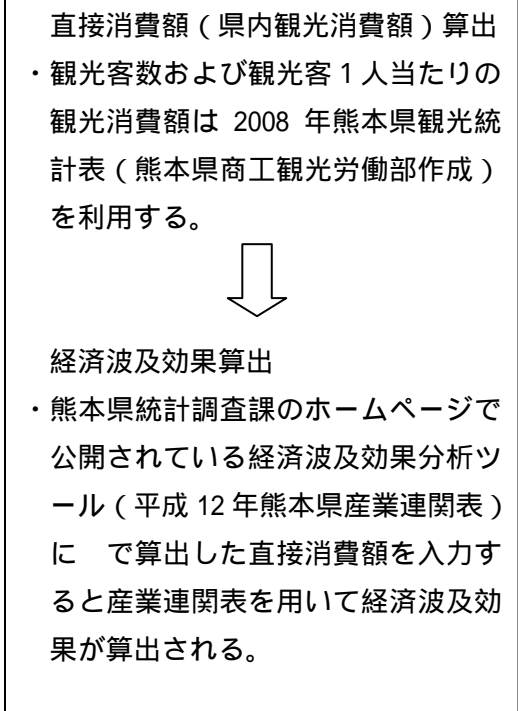 直接消費額（県内観光消費額）算出
・観光客数および観光客1人当たりの
観光消費額は 2008 年熊本県観光統
計表（熊本県商工観光労働部作成）
を利用する。
経済波及効果算出
・熊本県統計調査課のホームページで
公開されている経済波及効果分析ツ
ール（平成 12 年熊本県産業連関表）
に　で算出した直接消費額を入力す
ると産業連関表を用いて経済波及効
果が算出される。